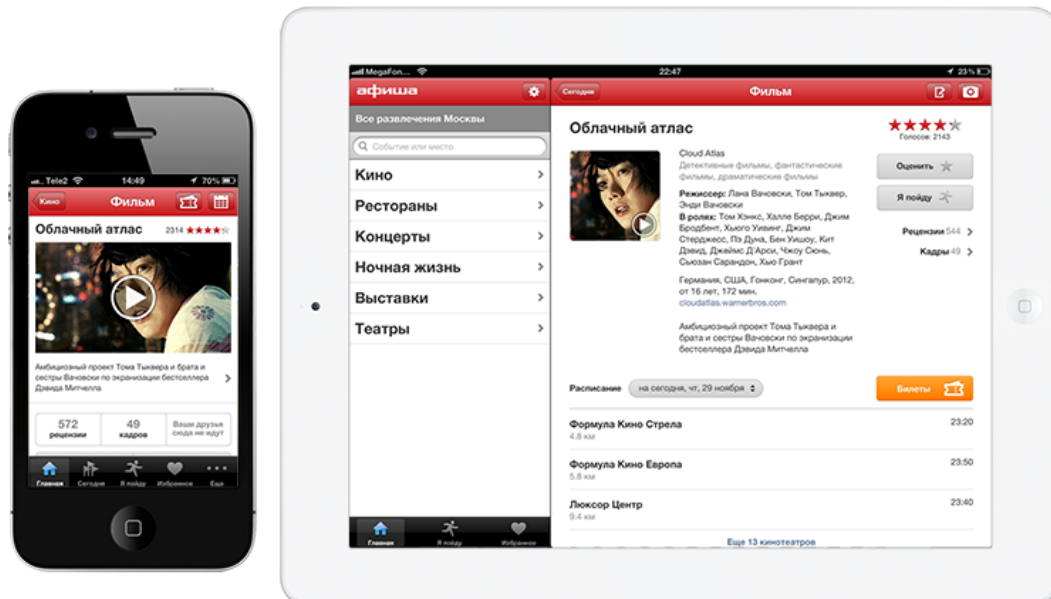 Tele2
14:49
70%
Кино
Фильм
Облачный атлас
2314
Амбициозный проект Тома Тыквера и брата и
сестры Вачовски по экранизации бестселлера
Дэвида Митчелла
572
рецензии
49
кадров
Ваши друзья
сюда не идут
Главная
Сегодня
Я пойду
Избранное
Еще
MegaFon...
22:47
23%
афиша
Все развлечения Москвы
Событие или место
Кино
Рестораны
Концерты
Ночная жизнь
Выставки
Театры
Главная
Я пойду
Избранное
Сегодня
Фильм
Облачный атлас
Голосов: 2143
Cloud Atlas
Детективные фильмы, фантастические
фильмы, драматические фильмы
Режиссер: Лана Вачовски, Том Тыквер,
Энди Вачовски
В ролях: Том Хэнкс, Халле Берри, Джим
Бродбент, Хьюго Уивинг, Джим
Стерджесс, Пэ Дуна, Бен Уишоу, Кит
Дэвид, Джеймс Д'Арси, Чжоу Сюнь,
Сьюзан Сарандон, Хью Грант
Германия, США, Гонконг, Сингапур, 2012,
от 16 лет, 172 мин.
cloudatlas.warnerbros.com
Амбициозный проект Тома Тыквера и
брата и сестры Вачовски по экранизации
бестселлера Дэвида Митчелла
Оценить
Я пойду
Рецензии 544
Кадры 49
Расписание
на сегодня, чт, 29 ноября
Билеты
Формула Кино Стрела
23:20
4.8 км
Формула Кино Европа
23:50
5.8 км
Люксор Центр
23:40
9.4 км
Еще 13 кинотеатров